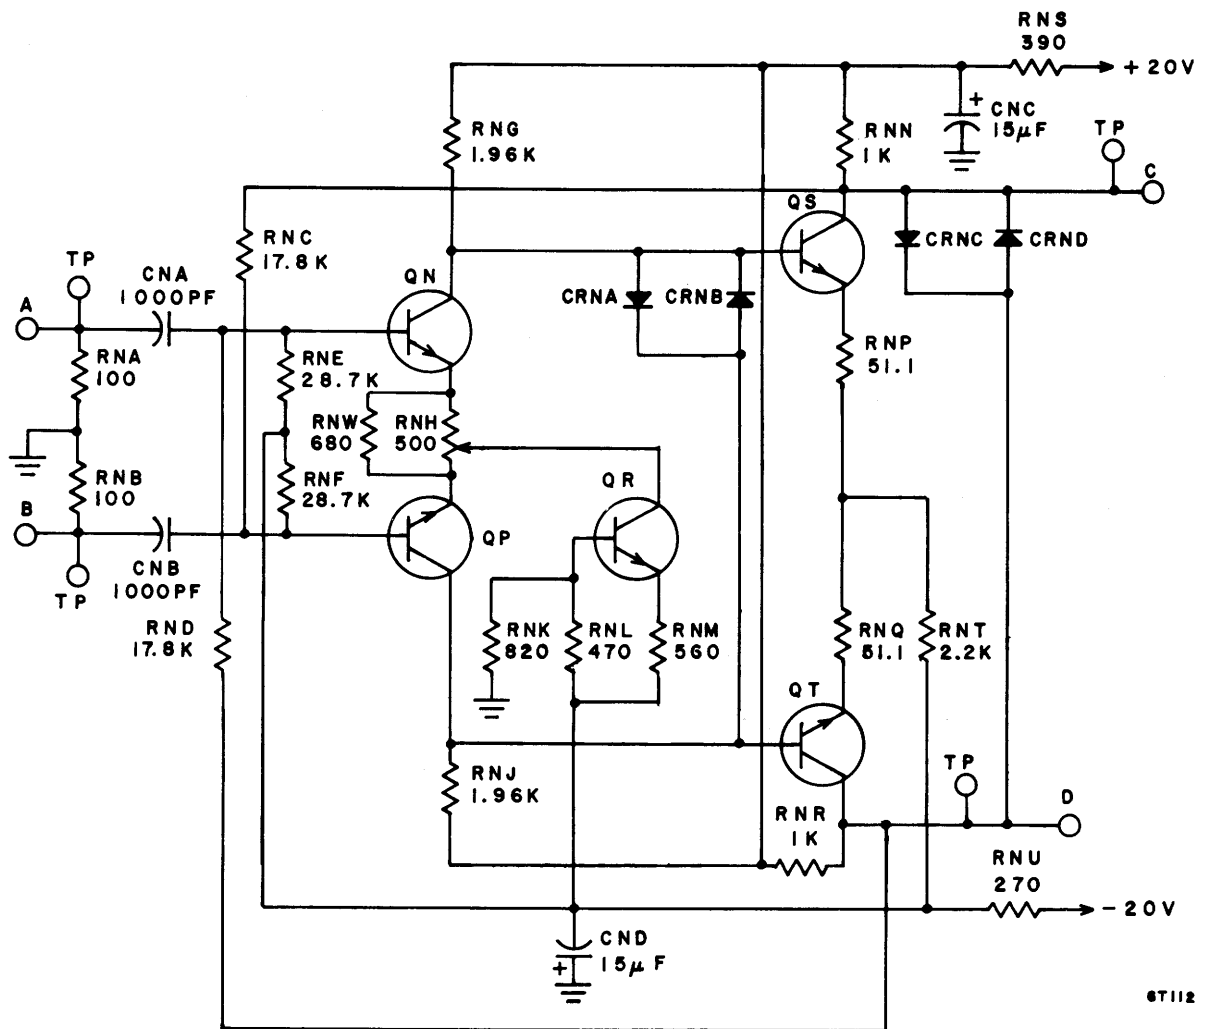 RNS
390
+20V
+
CNC
15μF
RNG
1.96K
RNN
1K
TP
C
QS
RNC
17.8K
CRNC
CRND
TP
CNA
1000PF
QN
CRNA
CRNB
A
RNA
100
RNE
28.7K
RNP
51.1
RNW
680
RNH
500
RNB
100
RNF
28.7K
QR
B
QP
CNB
1000PF
TP
RND
17.8K
RNK
820
RNL
470
RNM
560
RNQ
51.1
RNT
2.2K
QT
TP
D
RNJ
1.96K
RNR
1K
RNU
270
-20V
CND
15μF
+
6T112